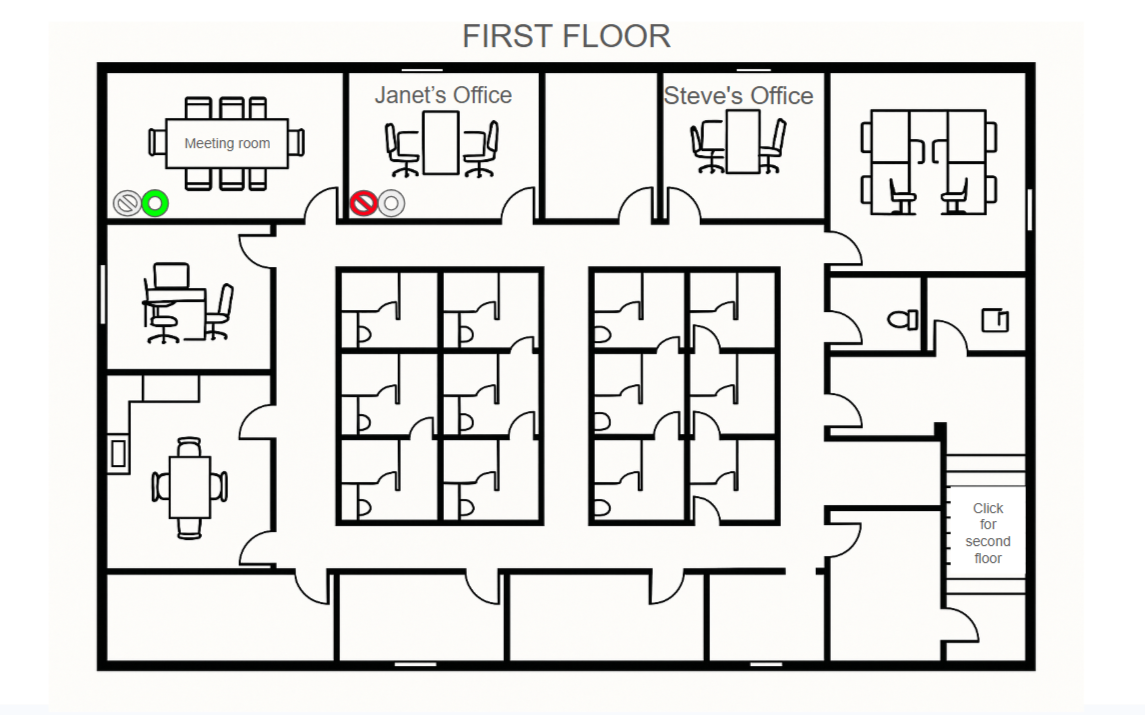 FIRST FLOOR
Janet’s Office
Steve's Office
Meeting room
Click
for
second
floor